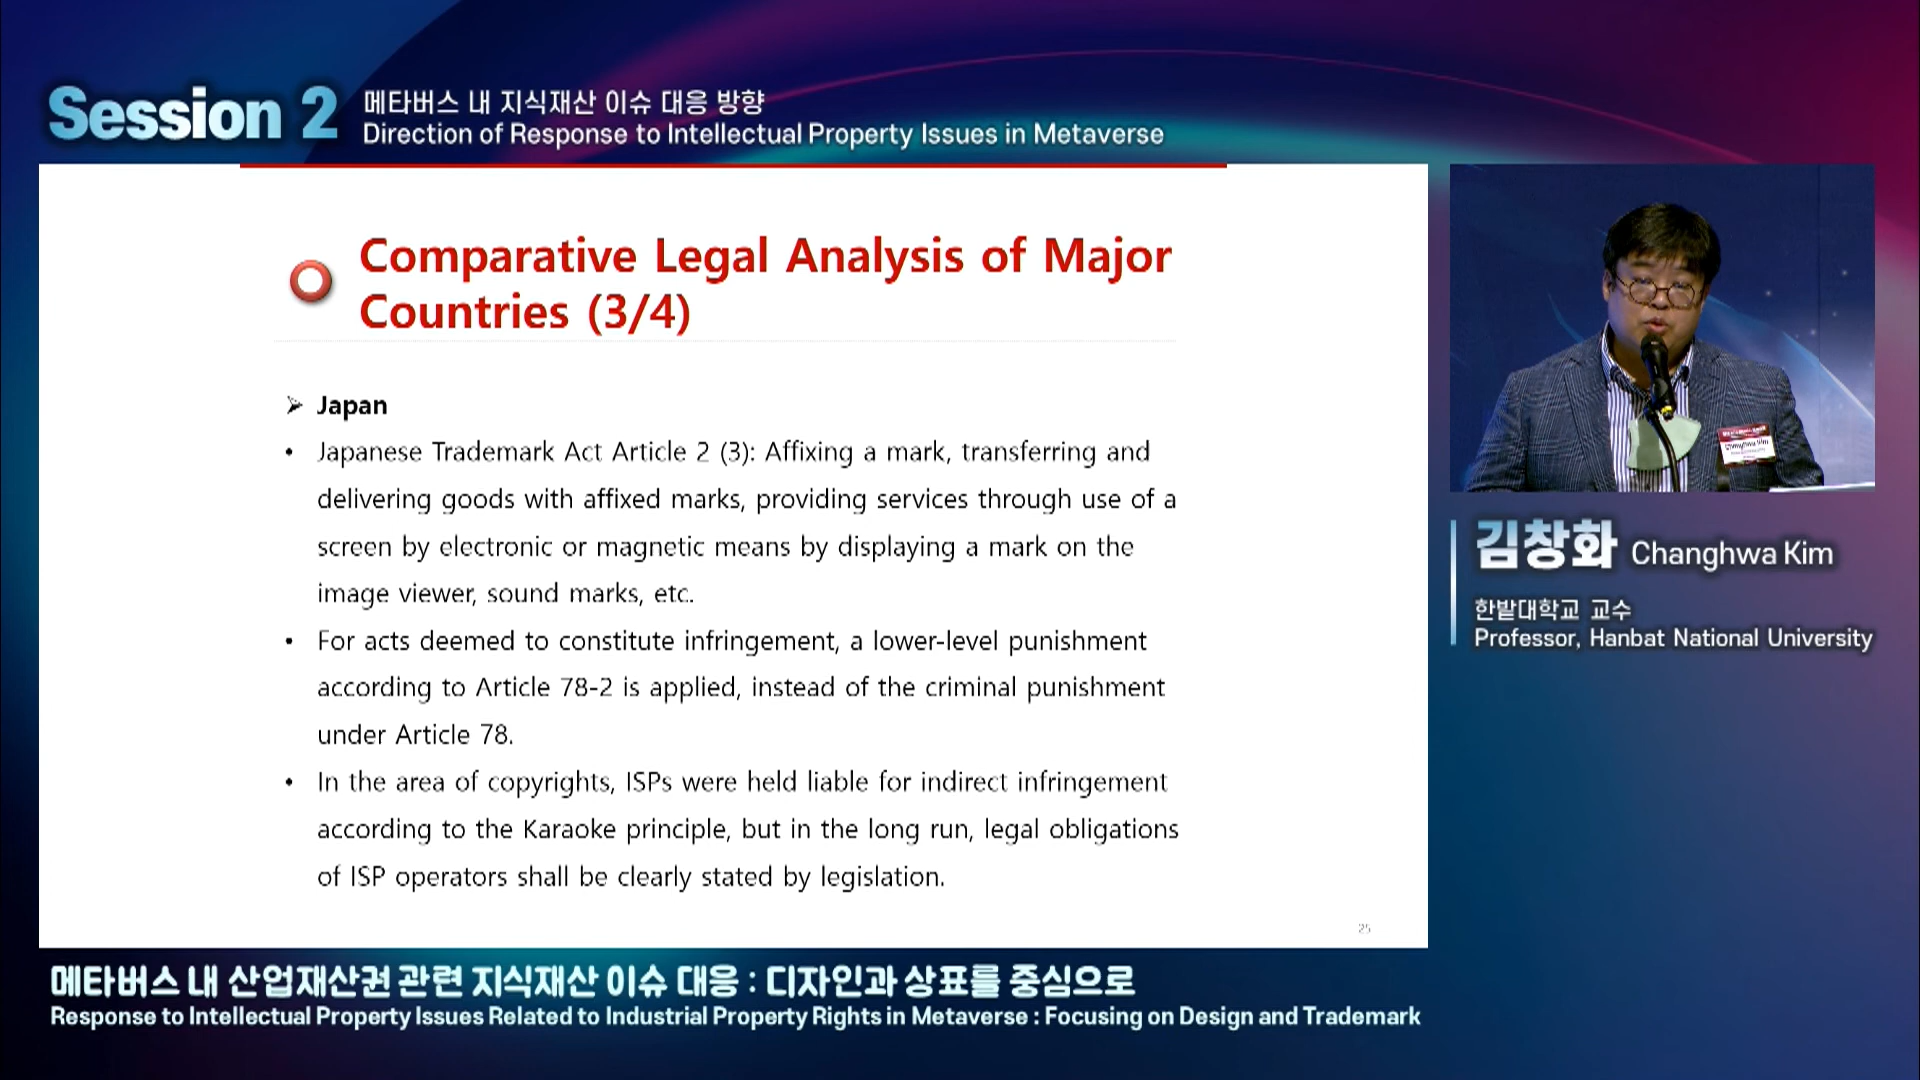 Session 2
메타버스 내 지식재산 이슈 대응 방향
Direction of Response to Intellectual Property Issues in Metaverse
Comparative Legal Analysis of Major
Countries (3/4)
➢ Japan
• Japanese Trademark Act Article 2 (3): Affixing a mark, transferring and
delivering goods with affixed marks, providing services through use of a
screen by electronic or magnetic means by displaying a mark on the
image viewer, sound marks, etc.
• For acts deemed to constitute infringement, a lower-level punishment
according to Article 78-2 is applied, instead of the criminal punishment
under Article 78.
• In the area of copyrights, ISPs were held liable for indirect infringement
according to the Karaoke principle, but in the long run, legal obligations
of ISP operators shall be clearly stated by legislation.
25
김창화 Changhwa Kim
한밭대학교 교수
Professor, Hanbat National University
메타버스 내 산업재산권 관련 지식재산 이슈 대응 : 디자인과 상표를 중심으로
Response to Intellectual Property Issues Related to Industrial Property Rights in Metaverse : Focusing on Design and Trademark